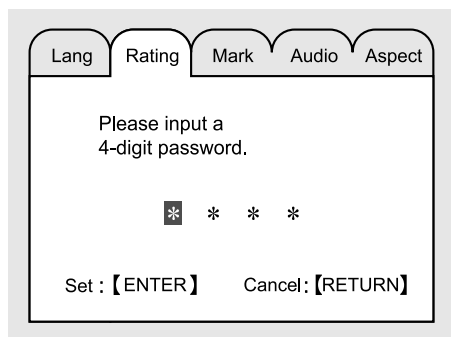 Lang Rating Mark Audio Aspect
Please input a
4-digit password.
* * * *
Set :【ENTER】 Cancel:【RETURN】